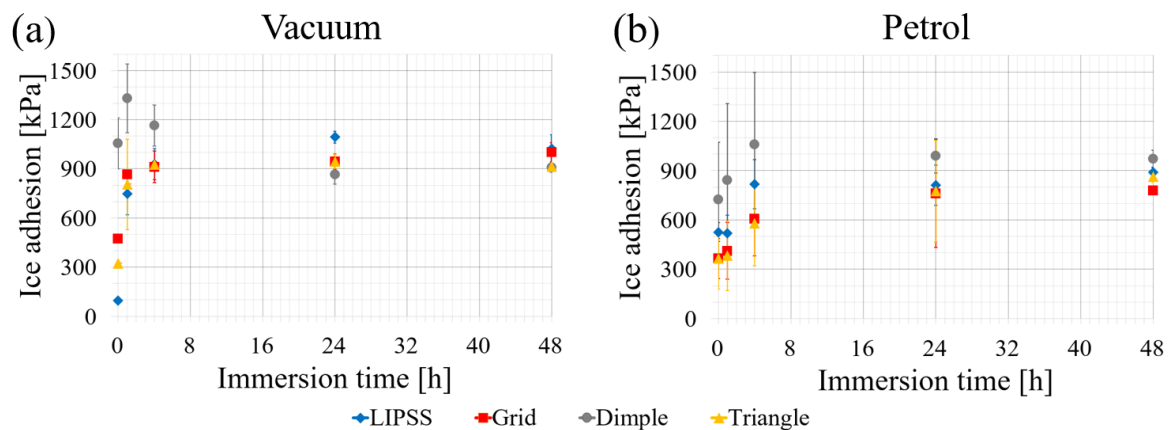 (a) Vacuum
Ice adhesion [kPa]
1500
1200
900
600
300
0
0 8 16 24 32 40 48
Immersion time [h]
(b) Petrol
Ice adhesion [kPa]
1500
1200
900
600
300
0
0 8 16 24 32 40 48
Immersion time [h]
LIPSS Grid Dimple Triangle